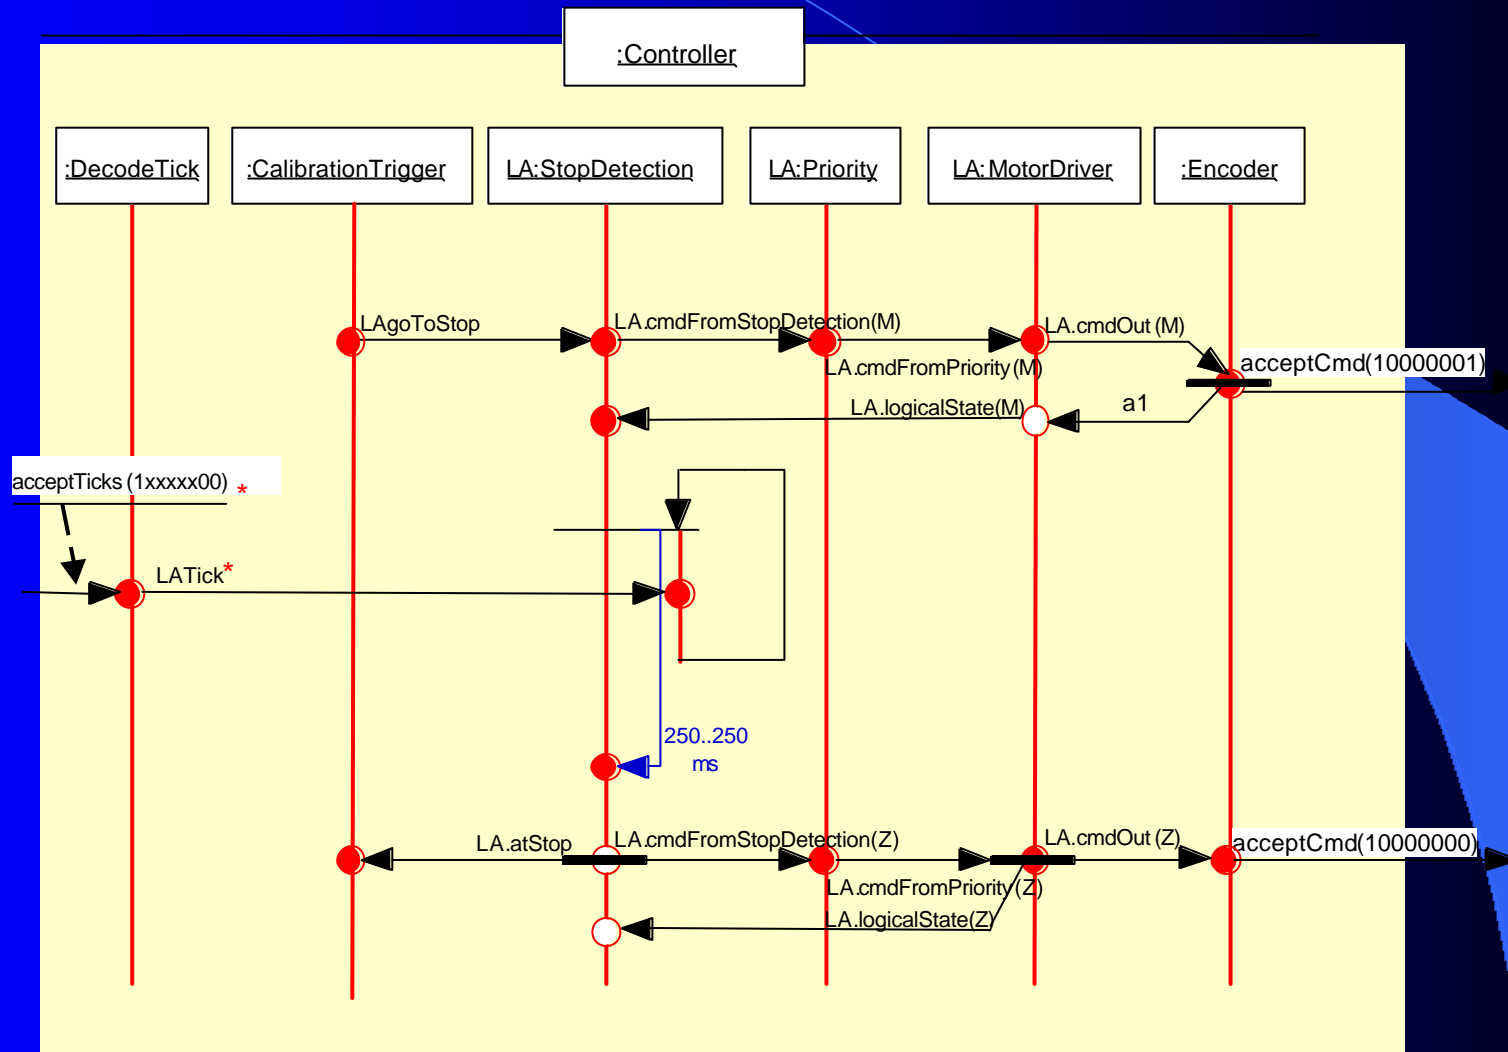 :Controller
:DecodeTick
:CalibrationTrigger
LA:StopDetection
LA:Priority
LA:MotorDriver
:Encoder
LAgoToStop
LA.cmdFromStopDetection(M)
LA.cmdOut (M)
acceptCmd(10000001)
LA.cmdFromPriority (M)
LA.logicalState(M)
a1
acceptTicks (1xxxxx00) *
LATick*
250..250
ms
LA.atStop
LA.cmdFromStopDetection(Z)
LA.cmdOut (Z)
acceptCmd(10000000)
LA.cmdFromPriority (Z)
LA.logicalState(Z)